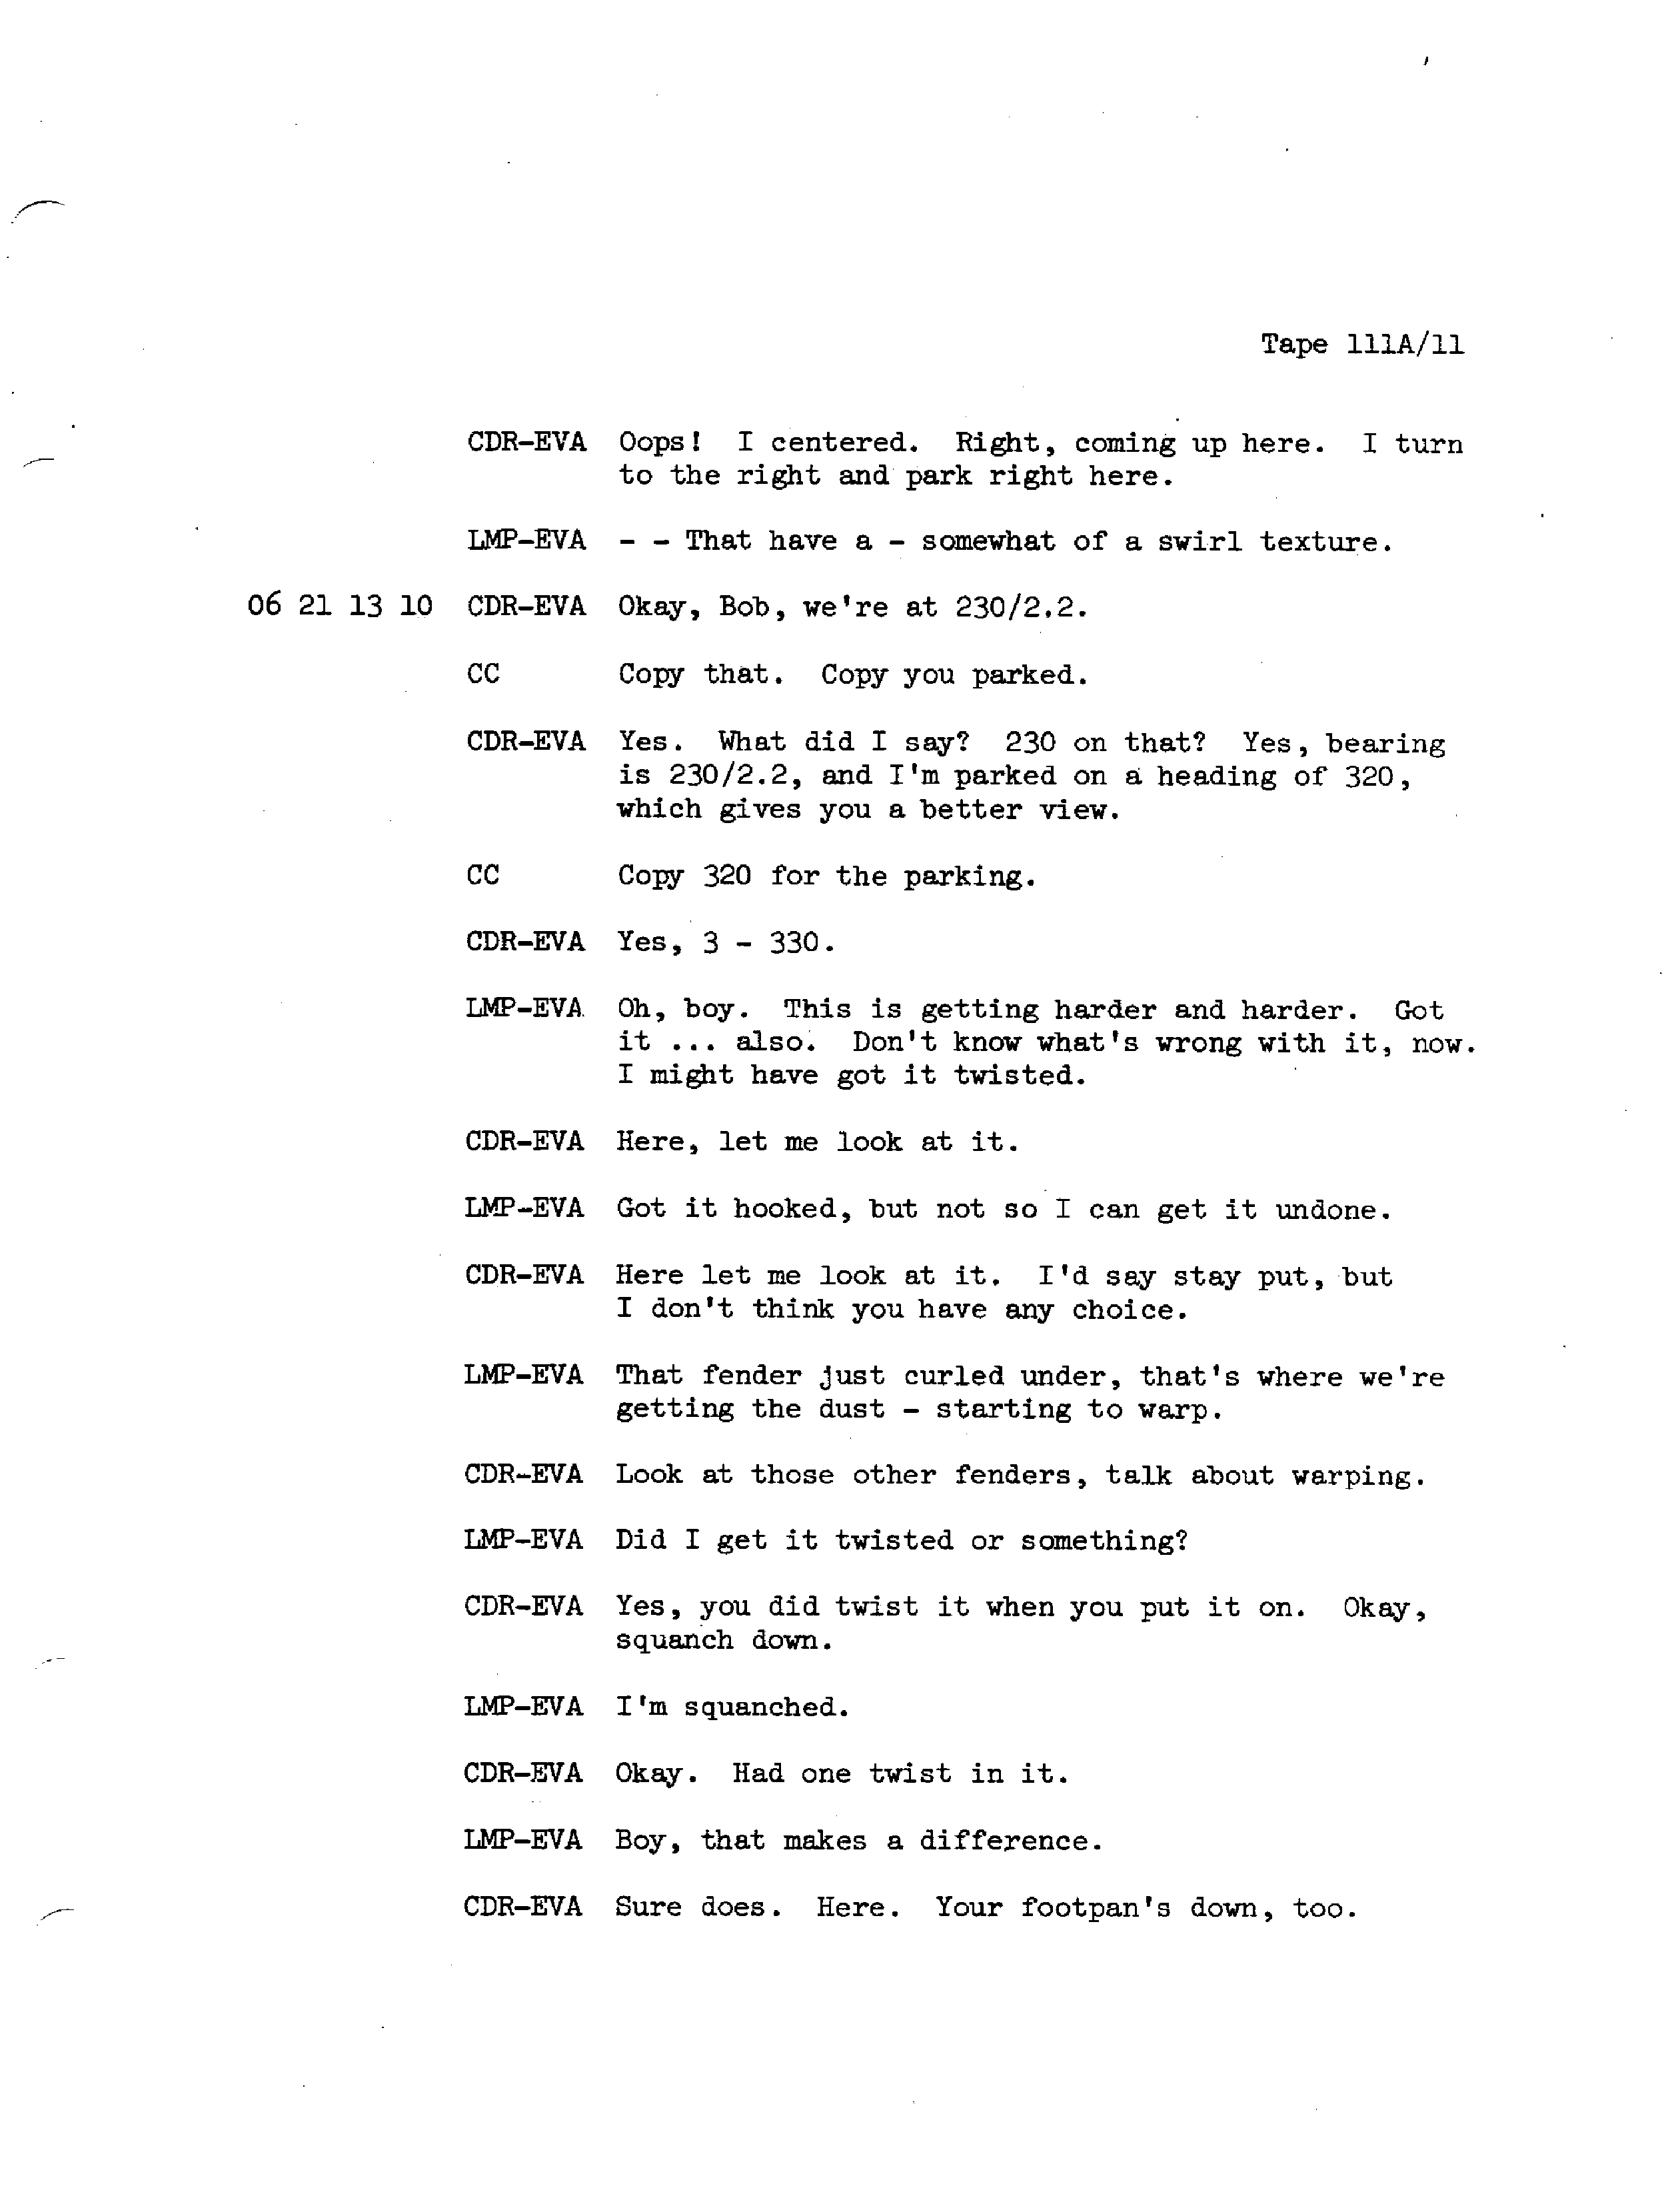 Tape 111A/11
CDR-EVA Oops! I centered. Right, coming up here. I turn
to the right and park right here.
LMP-EVA - - That have a - somewhat of a swirl texture.
06 21 13 10 CDR-EVA Okay, Bob, we're at 230/2.2.
CC Copy that. Copy you parked.
CDR-EVA Yes. What did I say? 230 on that? Yes, bearing
is 230/2.2, and I'm parked on a heading of 320,
which gives you a better view.
CC Copy 320 for the parking.
CDR-EVA Yes, 3 - 330.
LMP-EVA Oh, boy. This is getting harder and harder. Got
it ... also. Don't know what's wrong with it, now.
I might have got it twisted.
CDR-EVA Here, let me look at it.
LMP-EVA Got it hooked, but not so I can get it undone.
CDR-EVA Here let me look at it. I'd say stay put, but
I don't think you have any choice.
LMP-EVA That fender just curled under, that's where we're
getting the dust - starting to warp.
CDR-EVA Look at those other fenders, talk about warping.
LMP-EVA Did I get it twisted or something?
CDR-EVA Yes, you did twist it when you put it on. Okay,
squanch down.
LMP-EVA I'm squanched.
CDR-EVA Okay. Had one twist in it.
LMP-EVA Boy, that makes a difference.
CDR-EVA Sure does. Here. Your footpan's down, too.